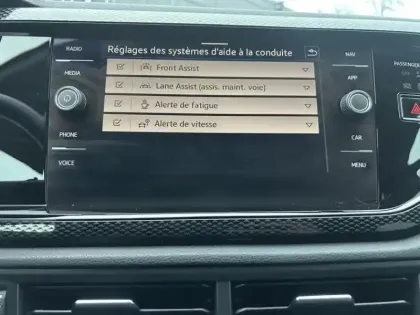 RADIO
MEDIA
PHONE
VOICE
Réglages des systèmes d'aide à la conduite
Front Assist
Lane Assist (assis. maint. voie)
Alerte de fatigue
Alerte de vitesse
NAV
APP
CAR
MENU
PASSENGER